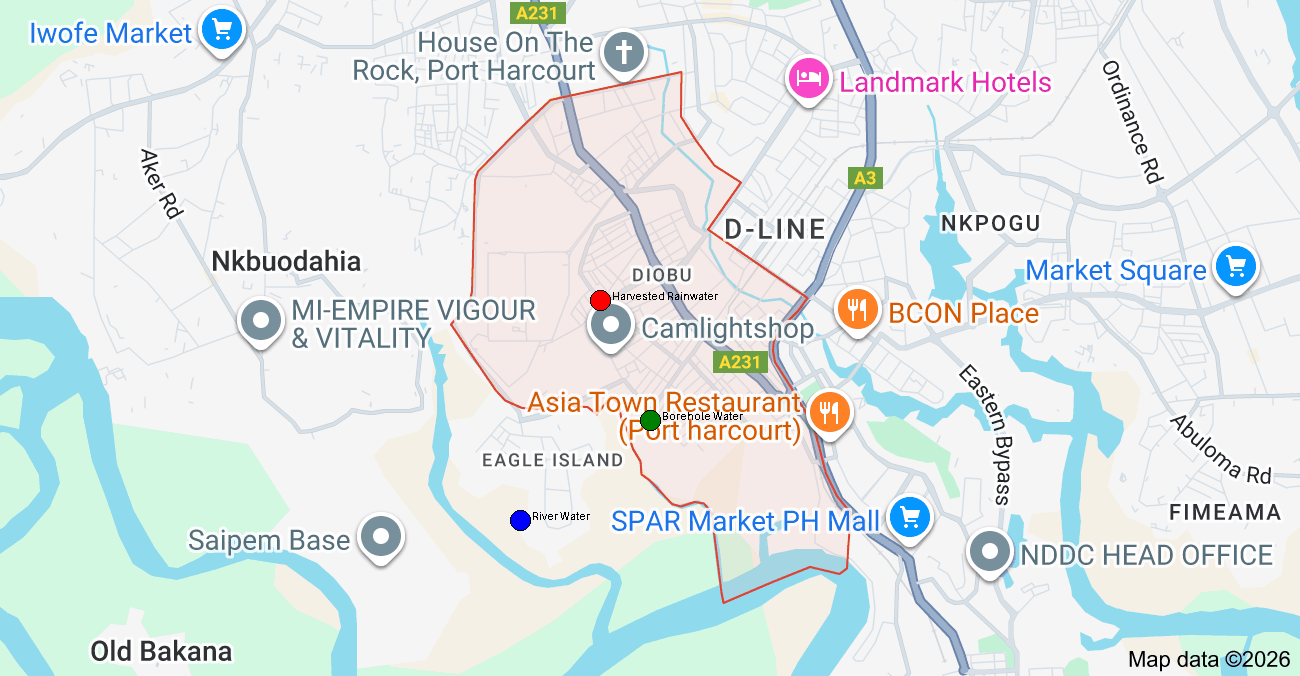 A231
Iwofe Market
House On The
Rock, Port Harcourt
Landmark Hotels
Ordinance Rd
Aker Rd
A3
D-LINE
NKPOGU
Nkbuodahia
DIOBU
Market Square
Harvested Rainwater
MI-EMPIRE VIGOUR
& VITALITY
Camlightshop
BCON Place
A231
Eastern Bypass
Asia Town Restaurant
(Port harcourt)
Borehole Water
Abuloma Rd
EAGLE ISLAND
River Water
SPAR Market PH Mall
FIMEAMA
Saipem Base
NDDC HEAD OFFICE
Old Bakana
Map data ©2026